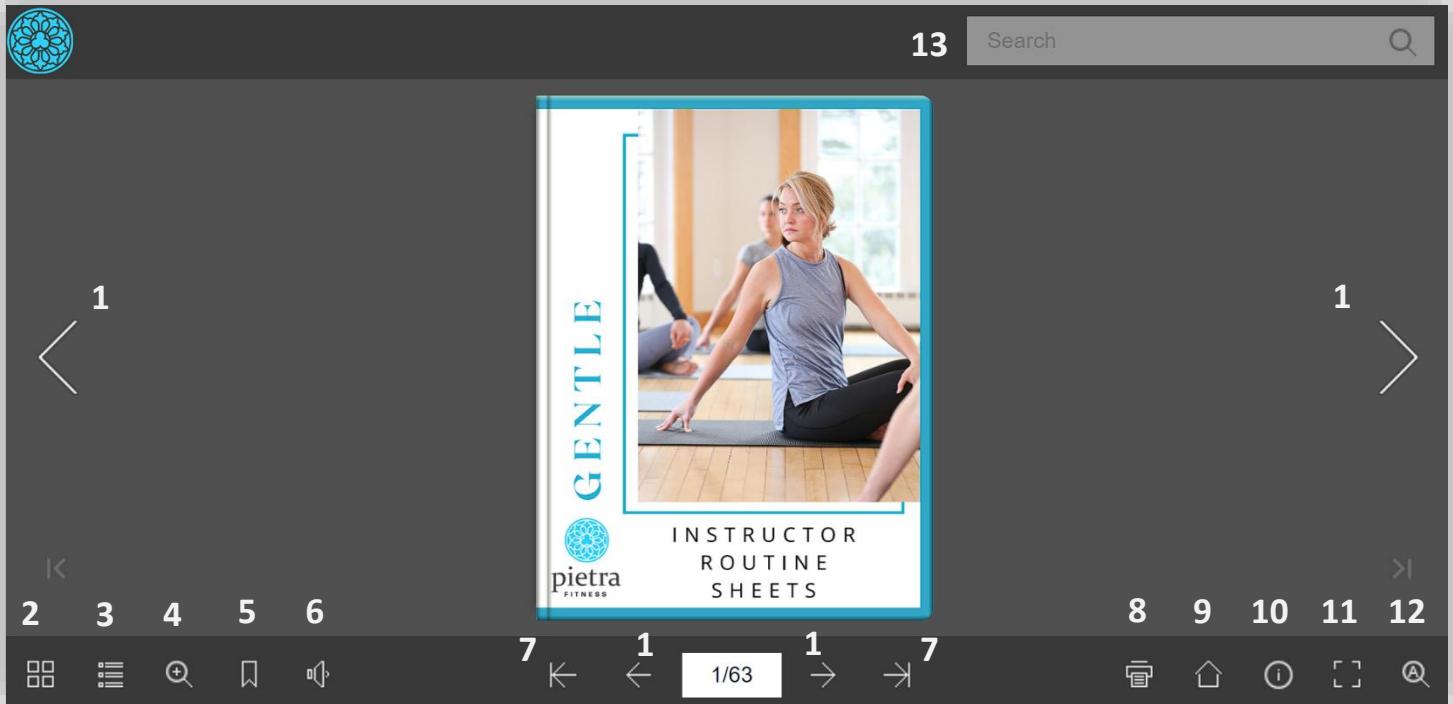 13 Search
1 1
GENTLE
pietra
FITNESS
INSTRUCTOR
ROUTINE
SHEETS
2 3 4 5 6 8 9 10 11 12
7 1 1 7
1/63